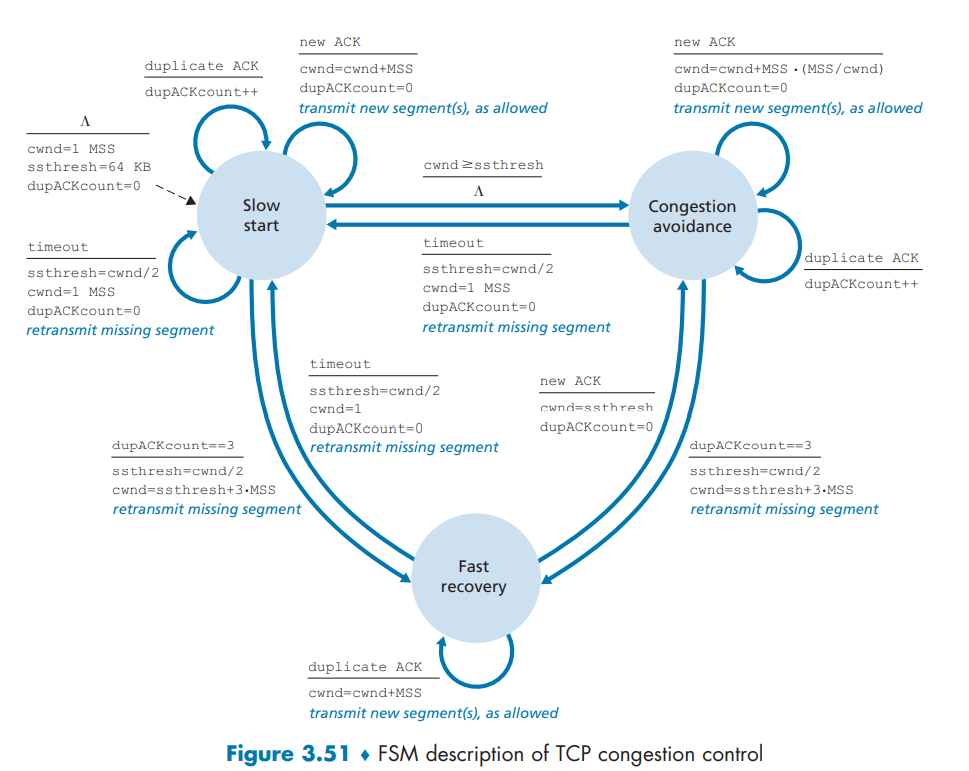 new ACK
cwnd=cwnd+MSS
dupACKcount=0
transmit new segment(s), as allowed
new ACK
cwnd=cwnd+MSS·(MSS/cwnd)
dupACKcount=0
transmit new segment(s), as allowed
duplicate ACK
dupACKcount++
Λ
cwnd=1 MSS
ssthresh=64 KB
dupACKcount=0
cwnd≥ssthresh
Λ
Slow
start
Congestion
avoidance
timeout
ssthresh=cwnd/2
cwnd=1 MSS
dupACKcount=0
retransmit missing segment
timeout
ssthresh=cwnd/2
cwnd=1 MSS
dupACKcount=0
retransmit missing segment
duplicate ACK
dupACKcount++
timeout
ssthresh=cwnd/2
cwnd=1
dupACKcount=0
retransmit missing segment
new ACK
cwnd=ssthresh
dupACKcount=0
dupACKcount==3
ssthresh=cwnd/2
cwnd=ssthresh+3·MSS
retransmit missing segment
dupACKcount==3
ssthresh=cwnd/2
cwnd=ssthresh+3·MSS
retransmit missing segment
Fast
recovery
duplicate ACK
cwnd=cwnd+MSS
transmit new segment(s), as allowed
Figure 3.51 ♦ FSM description of TCP congestion control